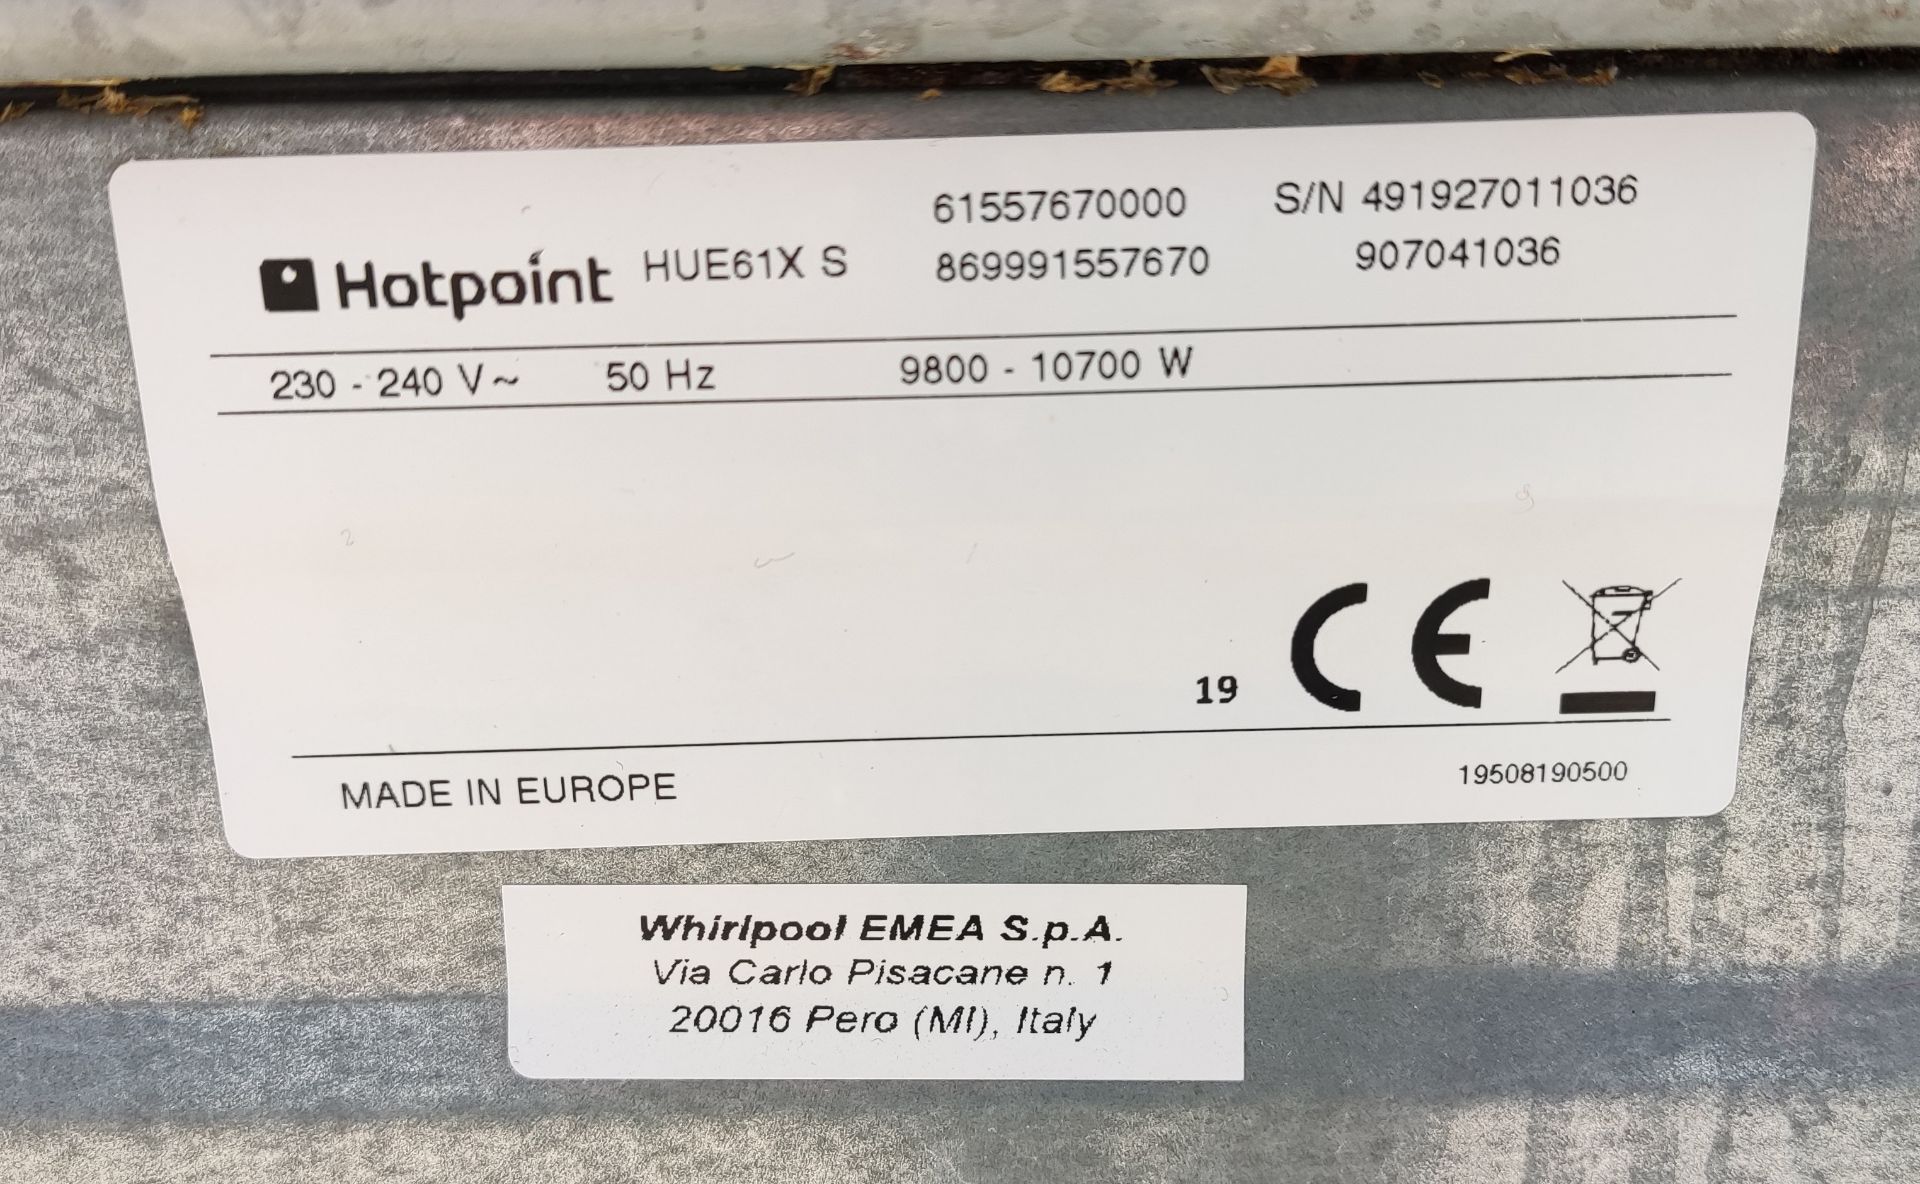 Hotpoint HUE61X S 61557670000 S/N 491927011036
869991557670 907041036
230 - 240 V~ 50 Hz 9800 - 10700 W
19 CE
MADE IN EUROPE 19508190500
Whirlpool EMEA S.p.A.
Via Carlo Pisacane n. 1
20016 Pero (MI), Italy